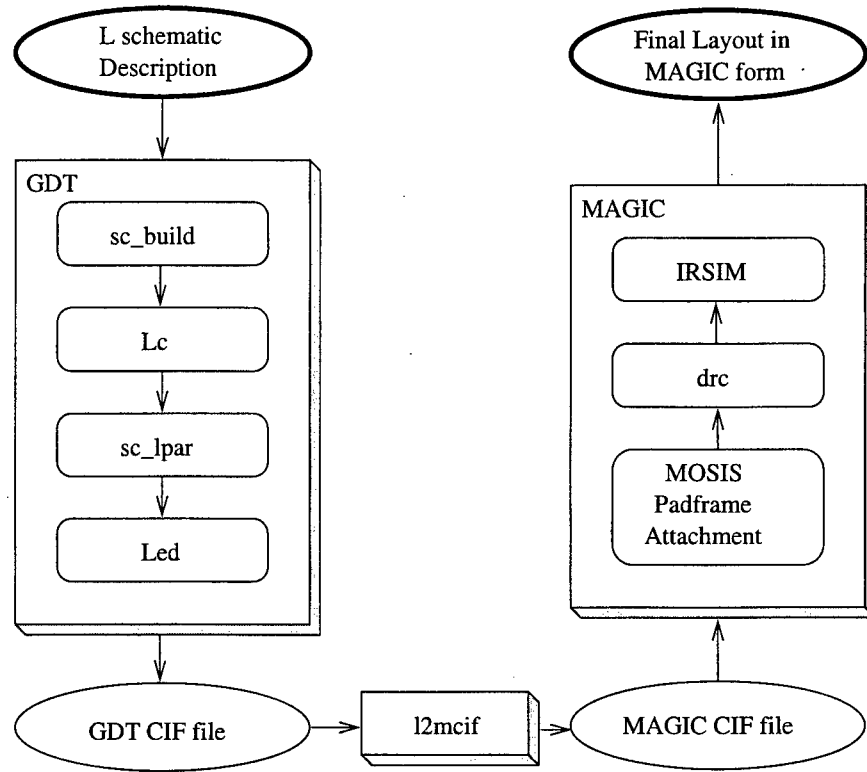 L schematic
Description
GDT
sc_build
Lc
sc_lpar
Led
GDT CIF file
l2mcif
MAGIC CIF file
MAGIC
MOSIS
Padframe
Attachment
drc
IRSIM
Final Layout in
MAGIC form